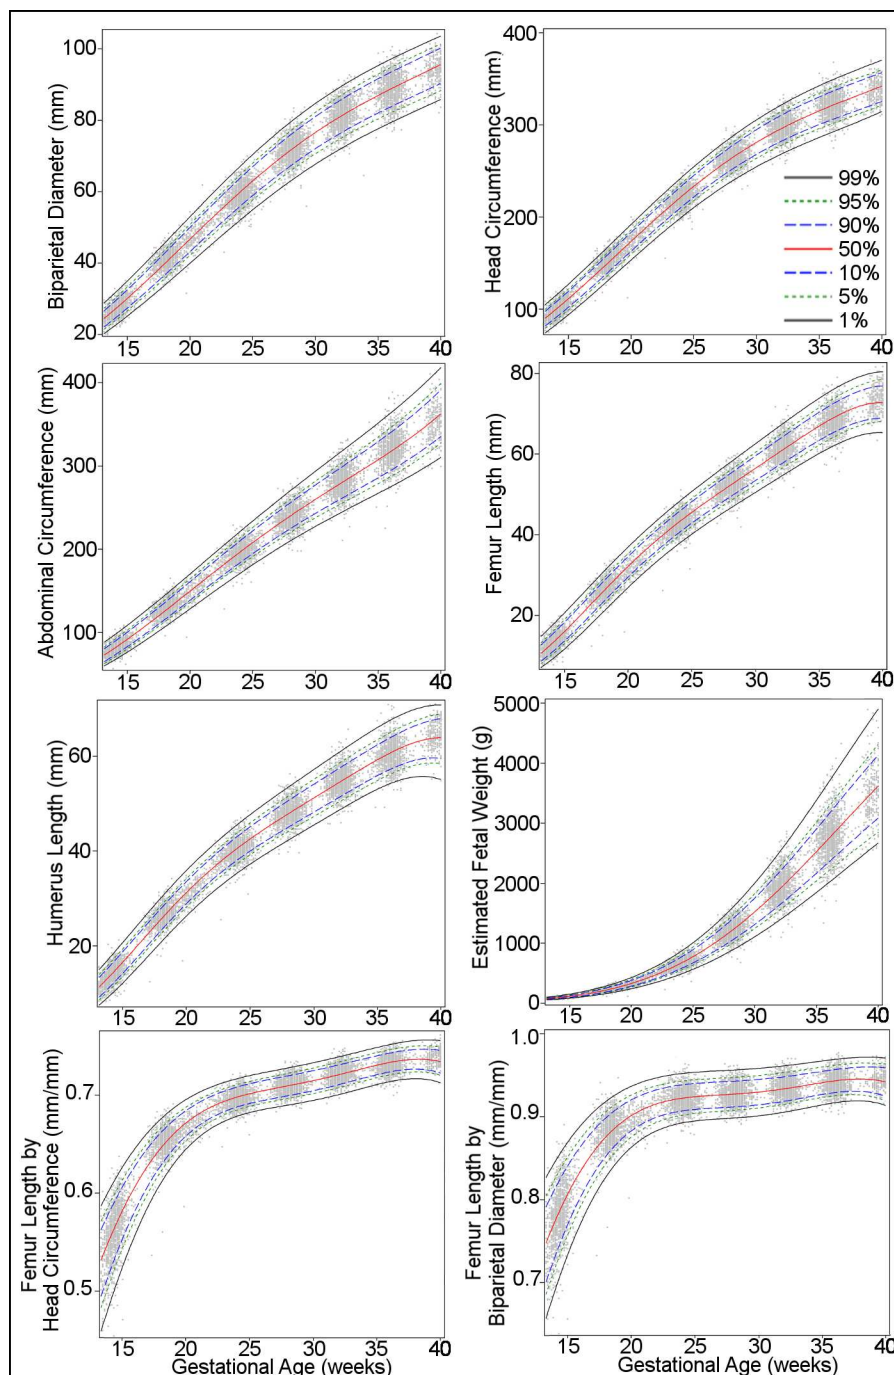 Biparietal Diameter (mm)
100
80
60
40
20
15 20 25 30 35 40
Head Circumference (mm)
400
300
200
100
99%
95%
90%
50%
10%
5%
1%
15 20 25 30 35 40
Abdominal Circumference (mm)
400
300
200
100
15 20 25 30 35 40
Femur Length (mm)
80
60
40
20
15 20 25 30 35 40
Humerus Length (mm)
60
40
20
15 20 25 30 35 40
Estimated Fetal Weight (g)
5000
4000
3000
2000
1000
0
15 20 25 30 35 40
Femur Length by
Head Circumference (mm/mm)
0.7
0.6
0.5
15 20 25 30 35 40
Gestational Age (weeks)
Femur Length by
Biparietal Diameter (mm/mm)
1.0
0.9
0.8
0.7
15 20 25 30 35 40
Gestational Age (weeks)